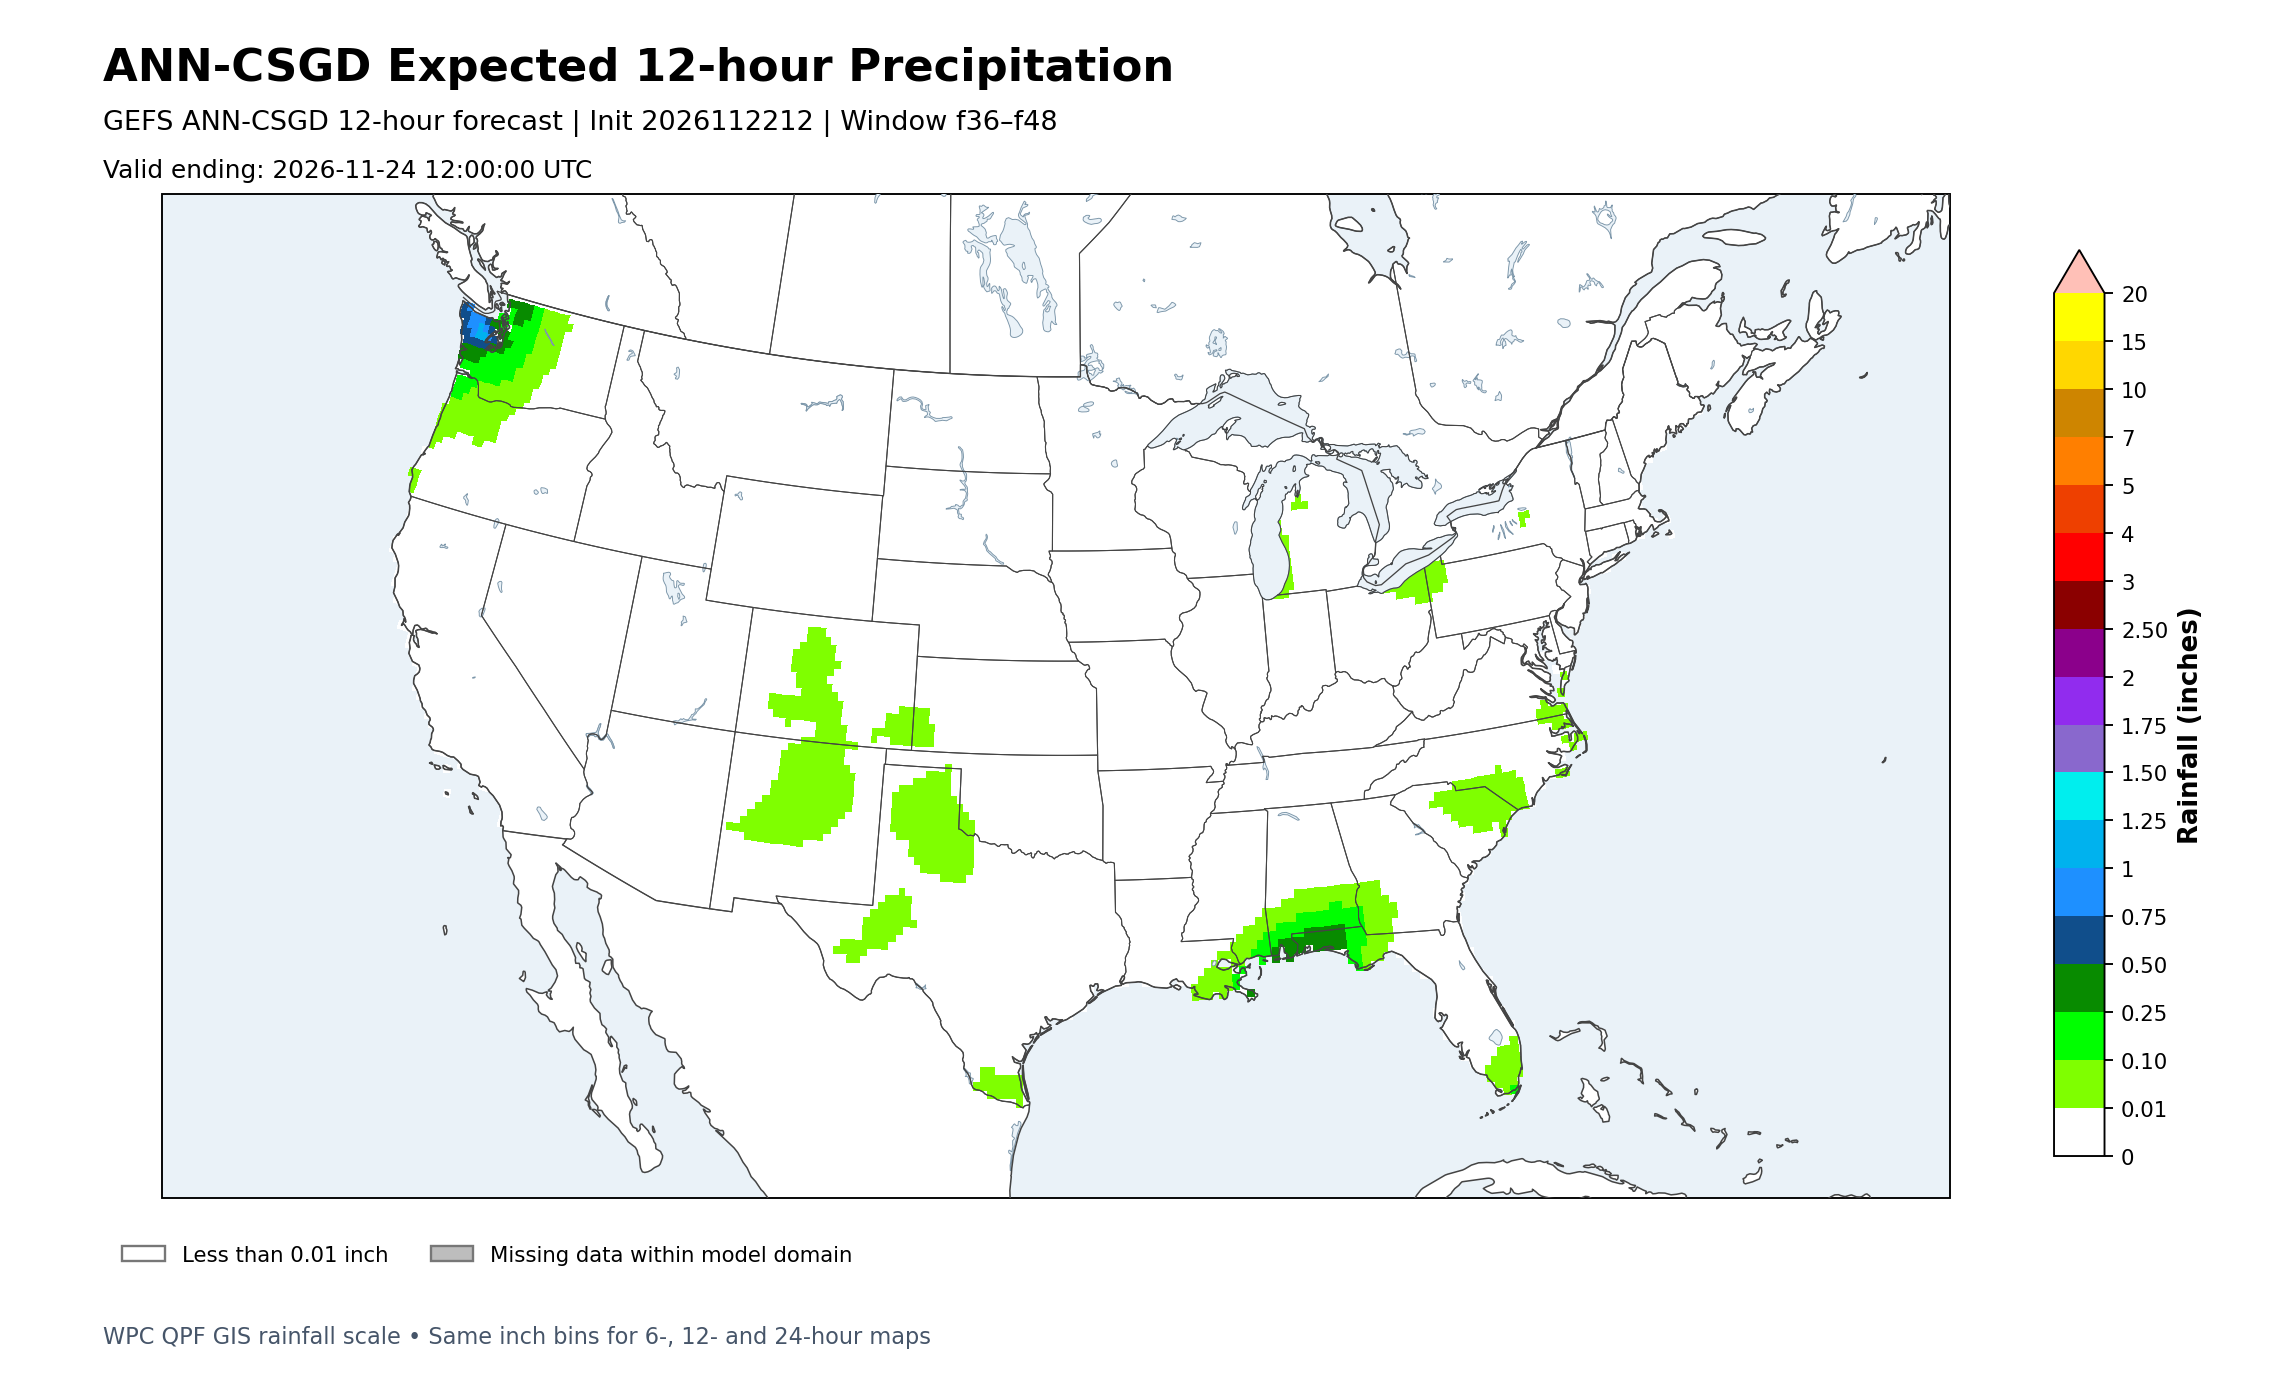 ANN-CSGD Expected 12-hour Precipitation
GEFS ANN-CSGD 12-hour forecast | Init 2026112212 | Window f36–f48
Valid ending: 2026-11-24 12:00:00 UTC
20
15
10
7
5
4
3
2.50
2
1.75
1.50
1.25
1
0.75
0.50
0.25
0.10
0.01
0
Rainfall (inches)
Less than 0.01 inch
Missing data within model domain
WPC QPF GIS rainfall scale • Same inch bins for 6-, 12- and 24-hour maps